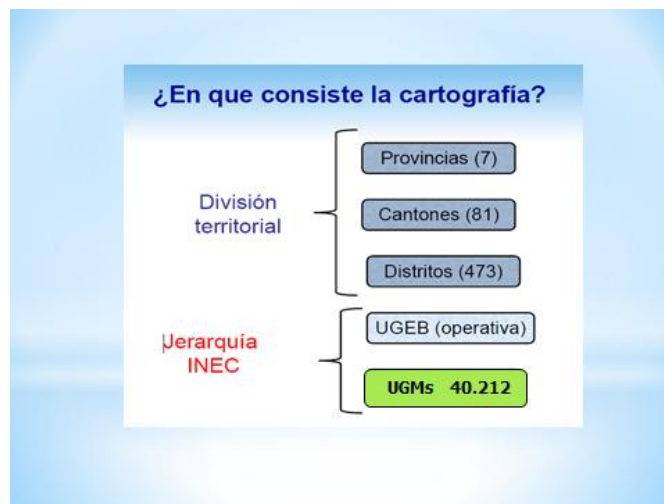 ¿En que consiste la cartografía?
Provincias (7)
División
territorial
Cantones (81)
Distritos (473)
UGEB (operativa)
Jerarquía
INEC
UGMs 40.212